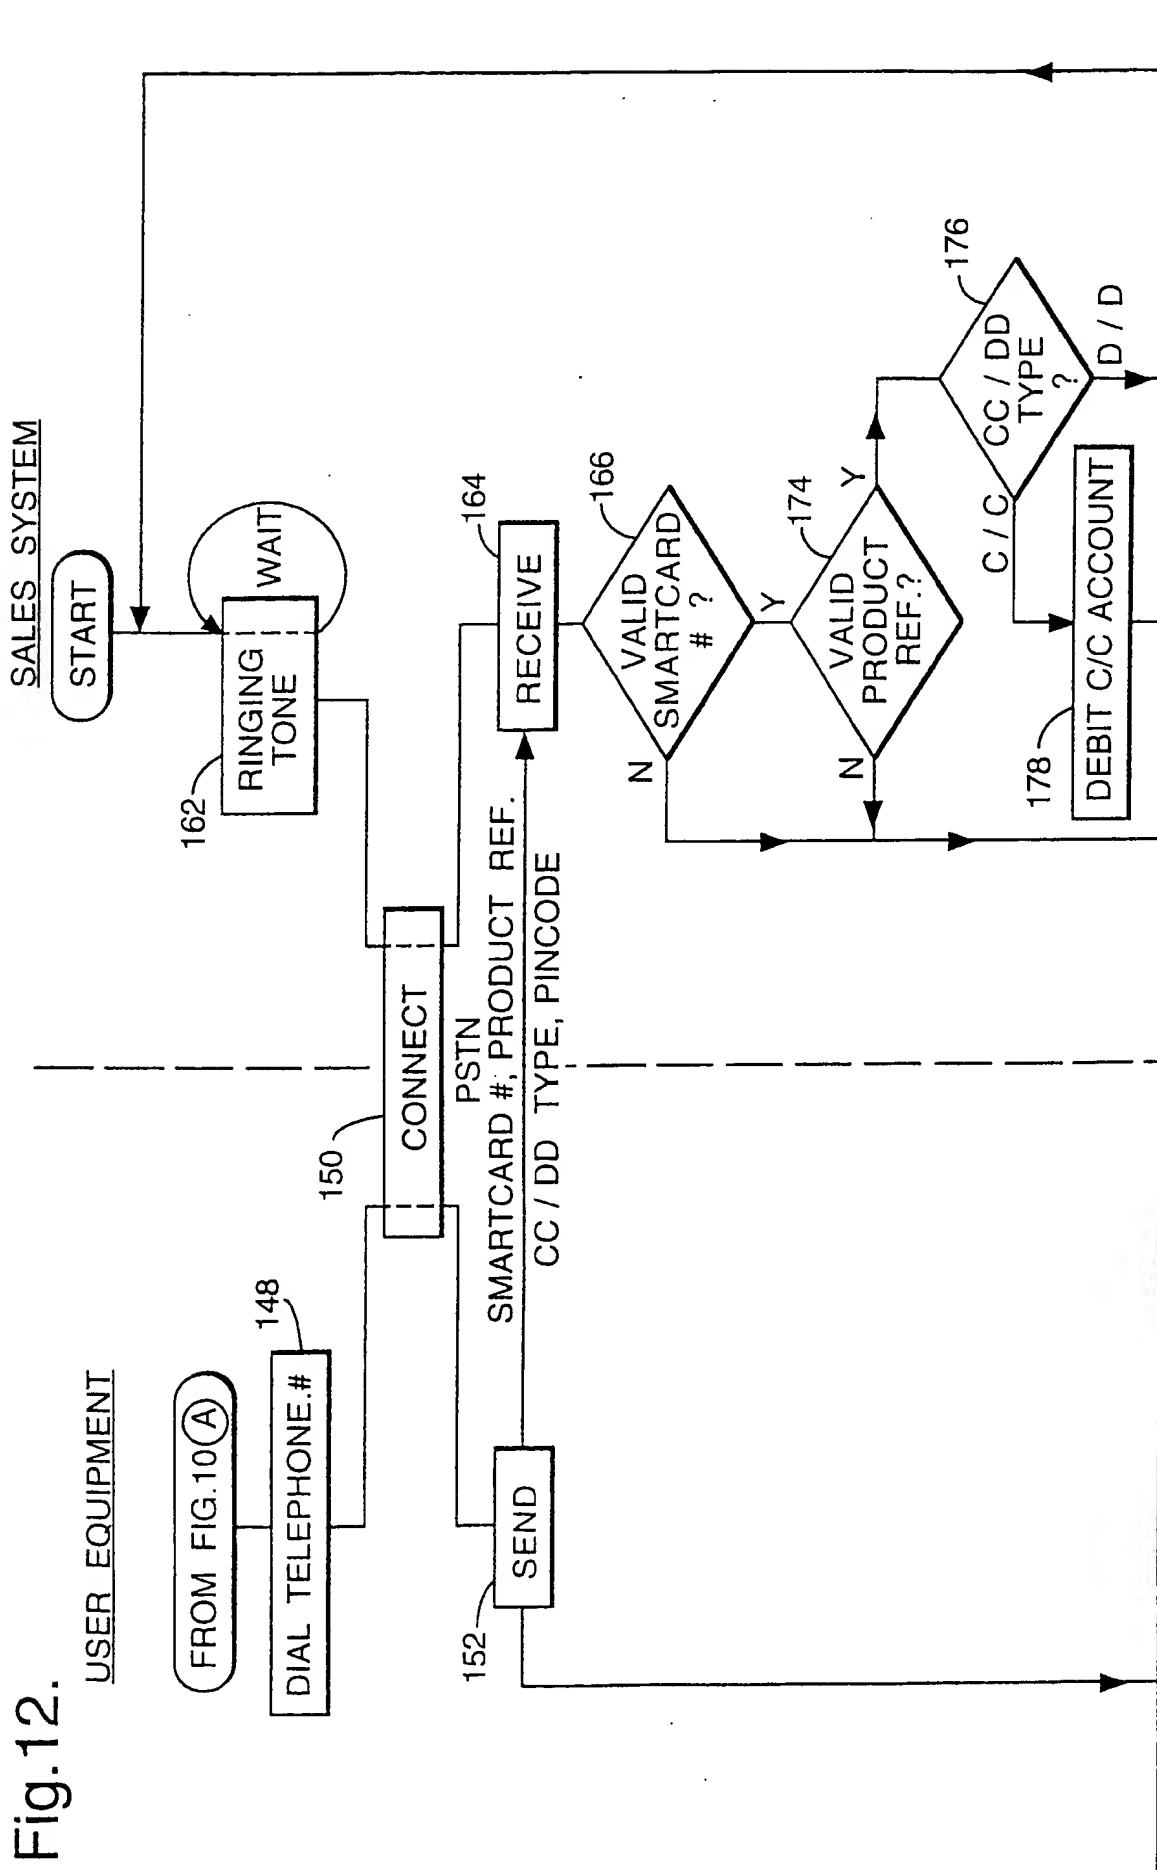 Fig.12.
USER EQUIPMENT
SALES SYSTEM
FROM FIG.10 A
START
DIAL TELEPHONE.#
148
162
RINGING
TONE
WAIT
150
CONNECT
PSTN
152
SEND
SMARTCARD #, PRODUCT REF.
CC / DD TYPE, PINCODE
RECEIVE
164
VALID
SMARTCARD
# ?
166
N
Y
VALID
PRODUCT
REF.?
174
N
Y
CC / DD
TYPE
?
176
C / C
D / D
178
DEBIT C/C ACCOUNT